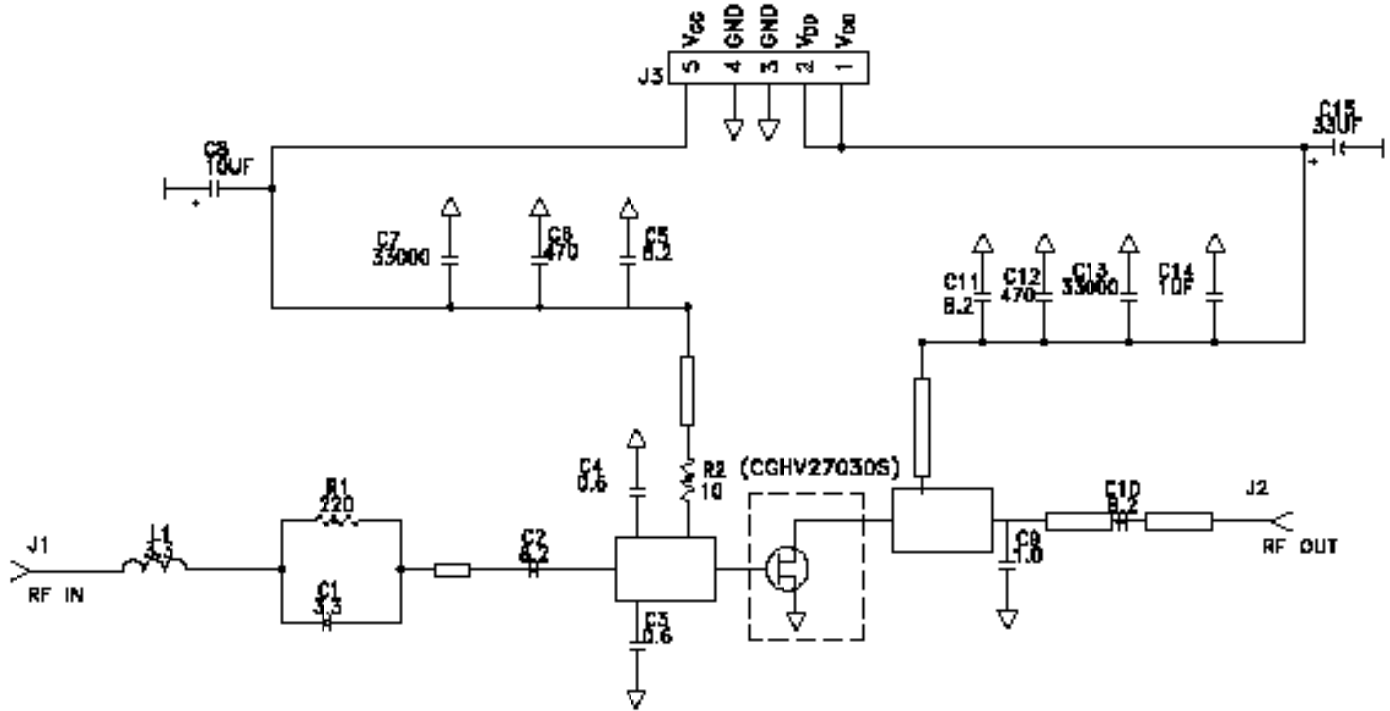 VGG
GND
GND
VDD
VDD
J3
5
4
3
2
1
C15
33UF
C8
10UF
+
+
C7
33000
C6
470
C5
8.2
C11
8.2
C12
470
C13
33000
C14
1UF
C4
0.6
R2
10
(CGHV27030S)
R1
220
C10
8.2
J2
J1
L1
3.3
C2
8.2
C9
1.0
RF OUT
RF IN
C1
3.3
C3
0.6